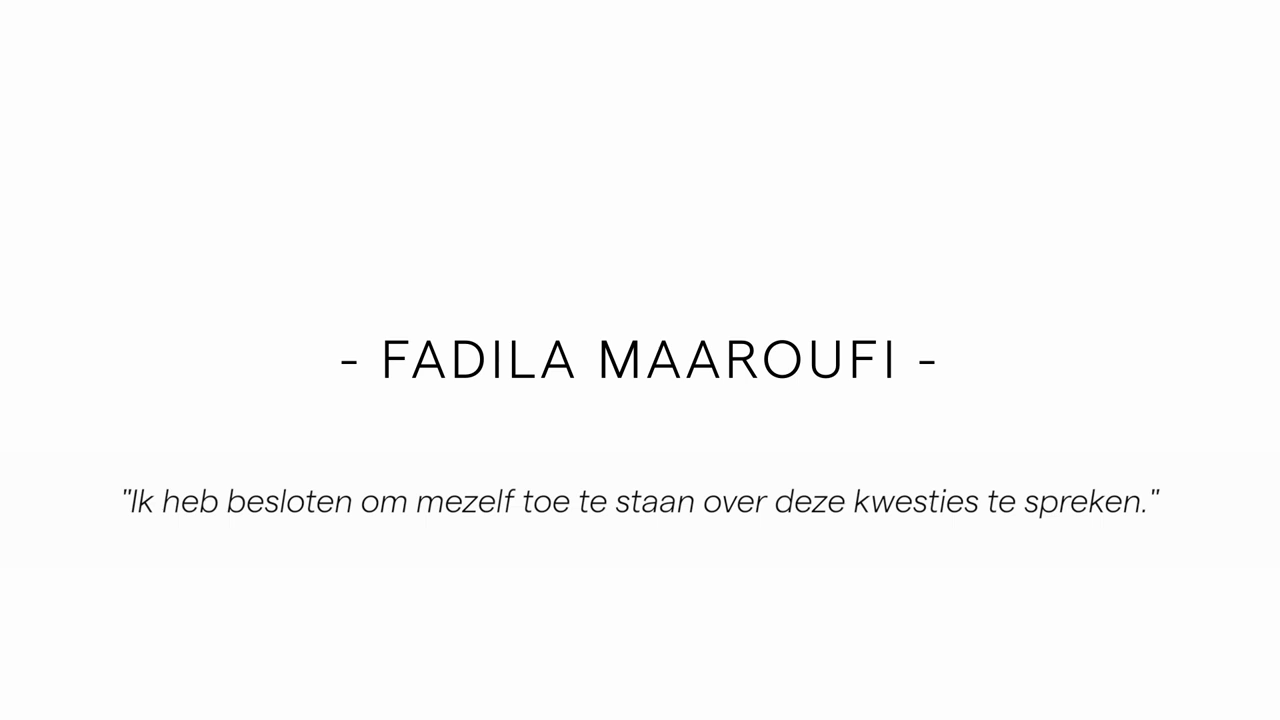 - FADILA MAAROUFI -
"Ik heb besloten om mezelf toe te staan over deze kwesties te spreken."